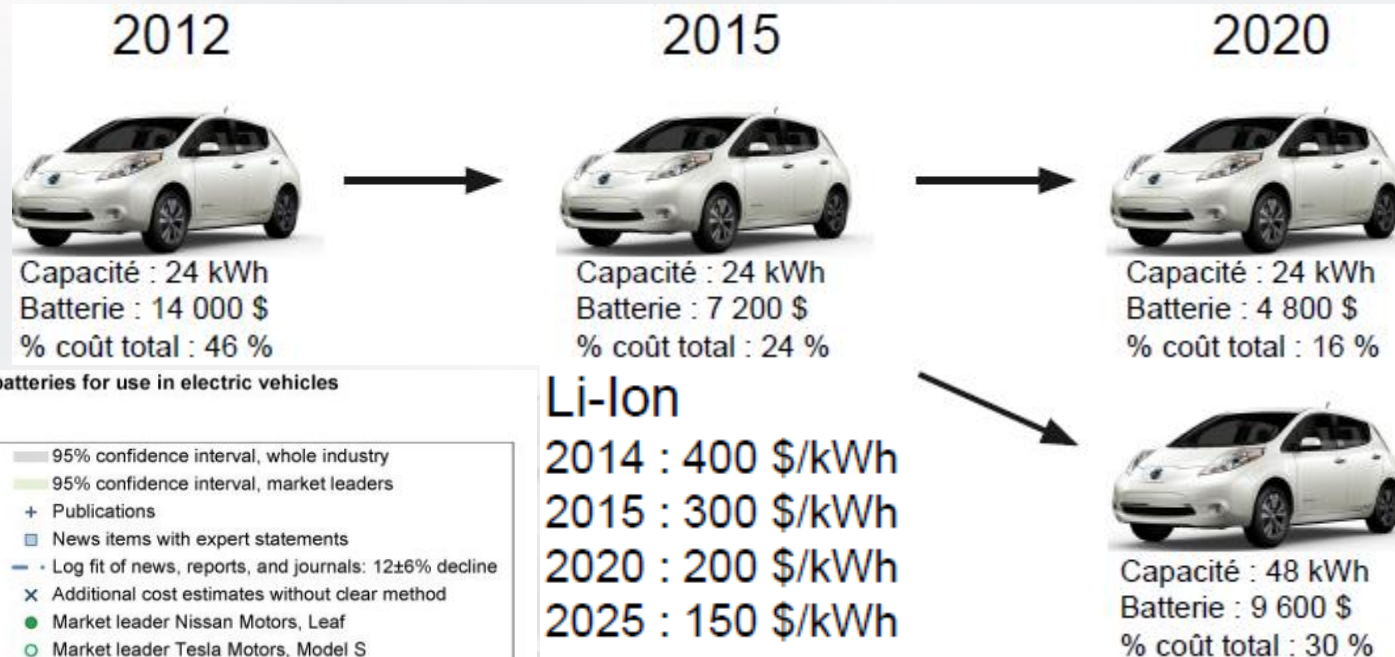 2012
2015
2020
Capacité : 24 kWh
Batterie : 14 000 $
% coût total : 46 %
Capacité : 24 kWh
Batterie : 7 200 $
% coût total : 24 %
Capacité : 24 kWh
Batterie : 4 800 $
% coût total : 16 %
batteries for use in electric vehicles
95% confidence interval, whole industry
95% confidence interval, market leaders
Publications
News items with expert statements
Log fit of news, reports, and journals: 12±6% decline
Additional cost estimates without clear method
Market leader Nissan Motors, Leaf
Market leader Tesla Motors, Model S
Li-Ion
2014 : 400 $/kWh
2015 : 300 $/kWh
2020 : 200 $/kWh
2025 : 150 $/kWh
Capacité : 48 kWh
Batterie : 9 600 $
% coût total : 30 %